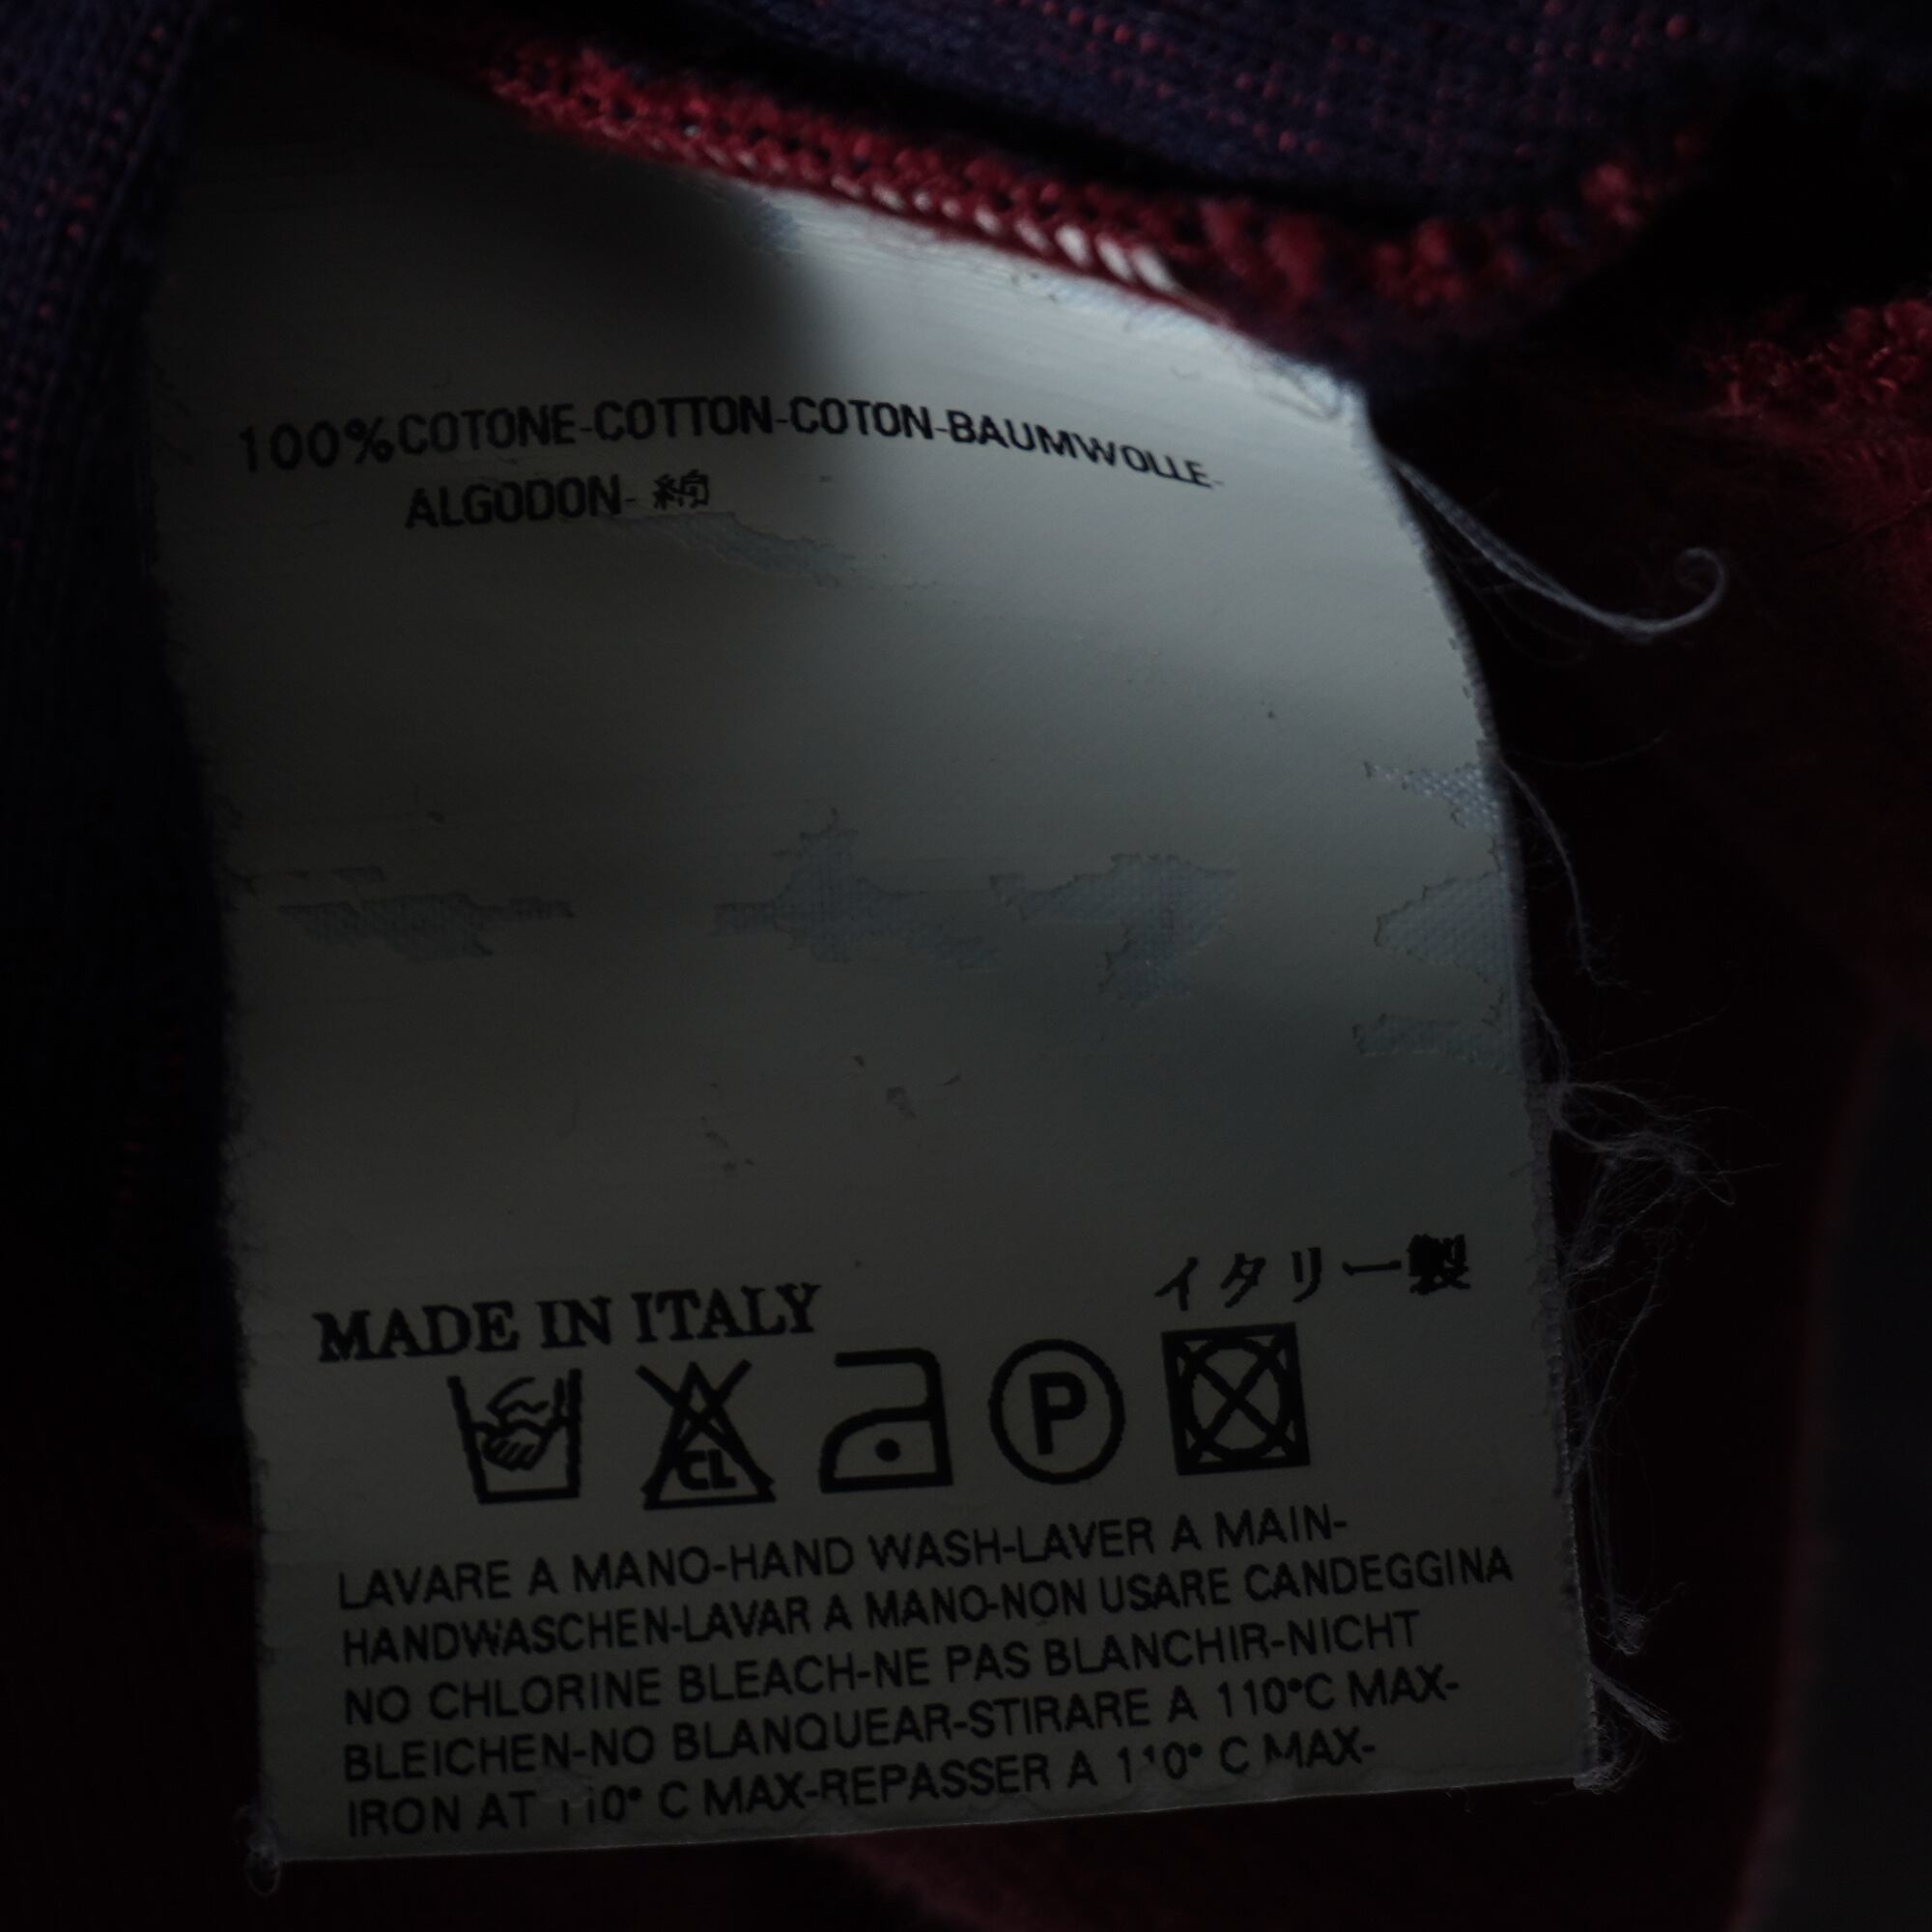 100%COTONE-COTTON-COTON-BAUMWOLLE-
ALGODON- 綿
MADE IN ITALY
イタリー製
CL
P
LAVARE A MANO-HAND WASH-LAVER A MAIN-
HANDWASCHEN-LAVAR A MANO-NON USARE CANDEGGINA
NO CHLORINE BLEACH-NE PAS BLANCHIR-NICHT
BLEICHEN-NO BLANQUEAR-STIRARE A 110°C MAX-
IRON AT 110° C MAX-REPASSER A 110° C MAX-